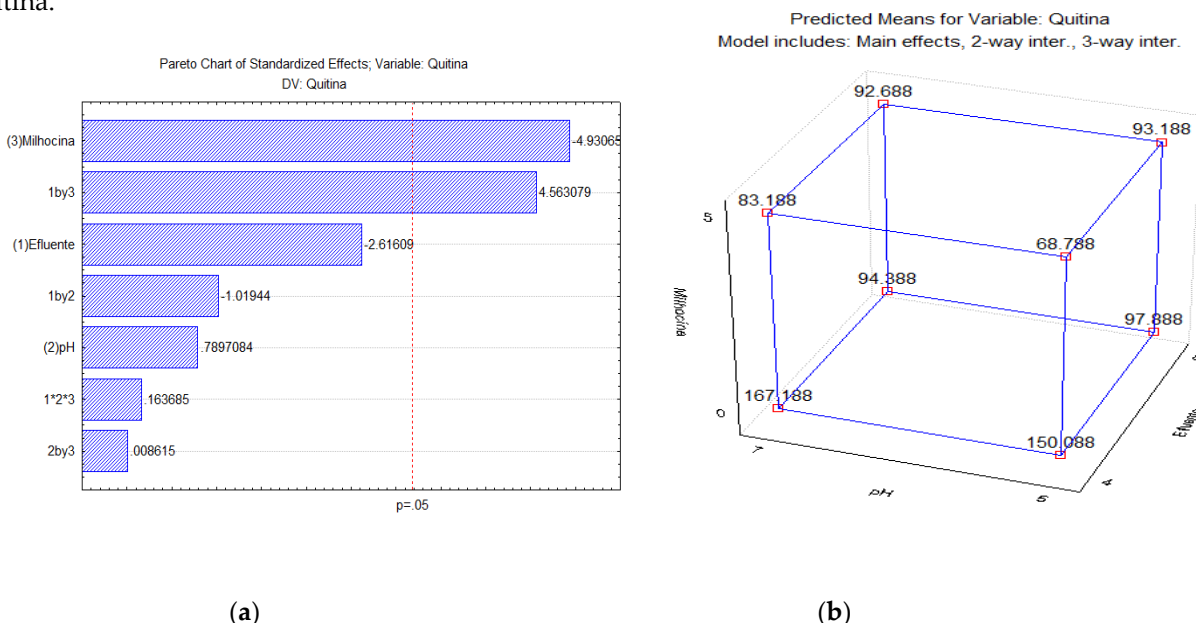 uitina.
Pareto Chart of Standardized Effects; Variable: Quitina
DV: Quitina
(3)Milhocina
-4.93065
1by3
4.563079
(1)Efluente
-2.61609
1by2
-1.01944
(2)pH
.7897084
1*2*3
.163685
2by3
.008615
p=.05
(a)
Predicted Means for Variable: Quitina
Model includes: Main effects, 2-way inter., 3-way inter.
92.688
93.188
83.188
68.788
94.388
97.888
167.188
150.088
5
Milhocina
0
7
pH
5
4
Efluente
(b)